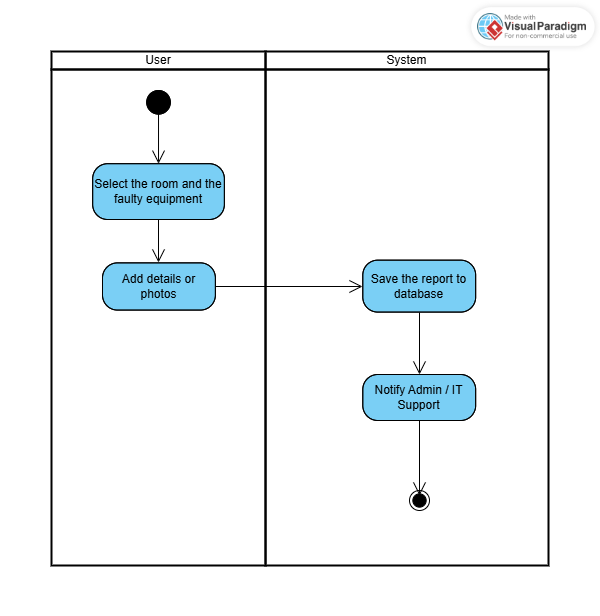 Made with
Visual Paradigm
For non-commercial use
User
System
Select the room and the
faulty equipment
Add details or
photos
Save the report to
database
Notify Admin / IT
Support